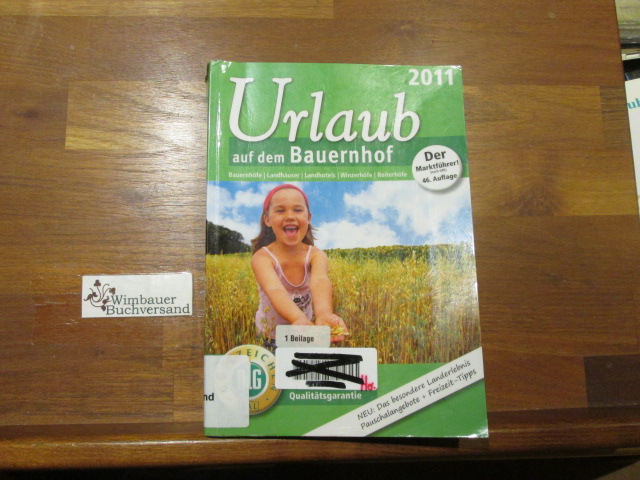 2011
Urlaub
auf dem Bauernhof
Bauernhöfe | Landhäuser | Landhotels | Winzerhöfe | Reiterhöfe
Der
Marktführer!
46. Auflage
Wimbauer
Buchversand
1 Beilage
Qualitätsgarantie
NEU: Das besondere Landerlebnis
Pauschalangebote + Freizeit-Tipps